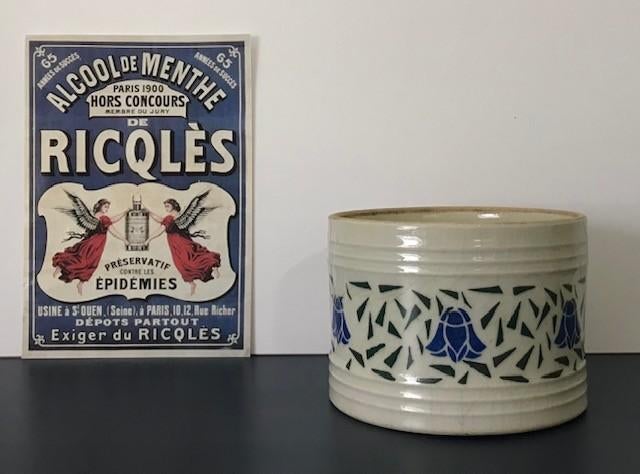 65
ANNÉES DE SUCCÈS
65
ANNÉES DE SUCCÈS
ALCOOL DE MENTHE
PARIS 1900
HORS CONCOURS
MEMBRE DU JURY
DE
RICQLÈS
PRÉSERVATIF
CONTRE LES
ÉPIDÉMIES
USINE à St OUEN, (Seine), à PARIS, 10, 12, Rue Richer
DÉPOTS PARTOUT
Exiger du RICQLÈS